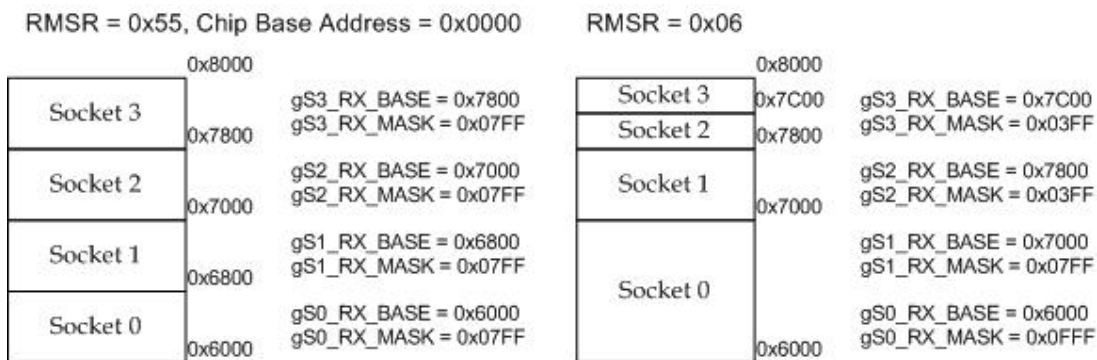 RMSR = 0x55, Chip Base Address = 0x0000
0x8000
Socket 3
gS3_RX_BASE = 0x7800
gS3_RX_MASK = 0x07FF
0x7800
Socket 2
gS2_RX_BASE = 0x7000
gS2_RX_MASK = 0x07FF
0x7000
Socket 1
gS1_RX_BASE = 0x6800
gS1_RX_MASK = 0x07FF
0x6800
Socket 0
gS0_RX_BASE = 0x6000
gS0_RX_MASK = 0x07FF
0x6000
RMSR = 0x06
0x8000
Socket 3
0x7C00
gS3_RX_BASE = 0x7C00
gS3_RX_MASK = 0x03FF
Socket 2
0x7800
gS2_RX_BASE = 0x7800
gS2_RX_MASK = 0x03FF
Socket 1
0x7000
gS1_RX_BASE = 0x7000
gS1_RX_MASK = 0x07FF
Socket 0
gS0_RX_BASE = 0x6000
gS0_RX_MASK = 0x0FFF
0x6000